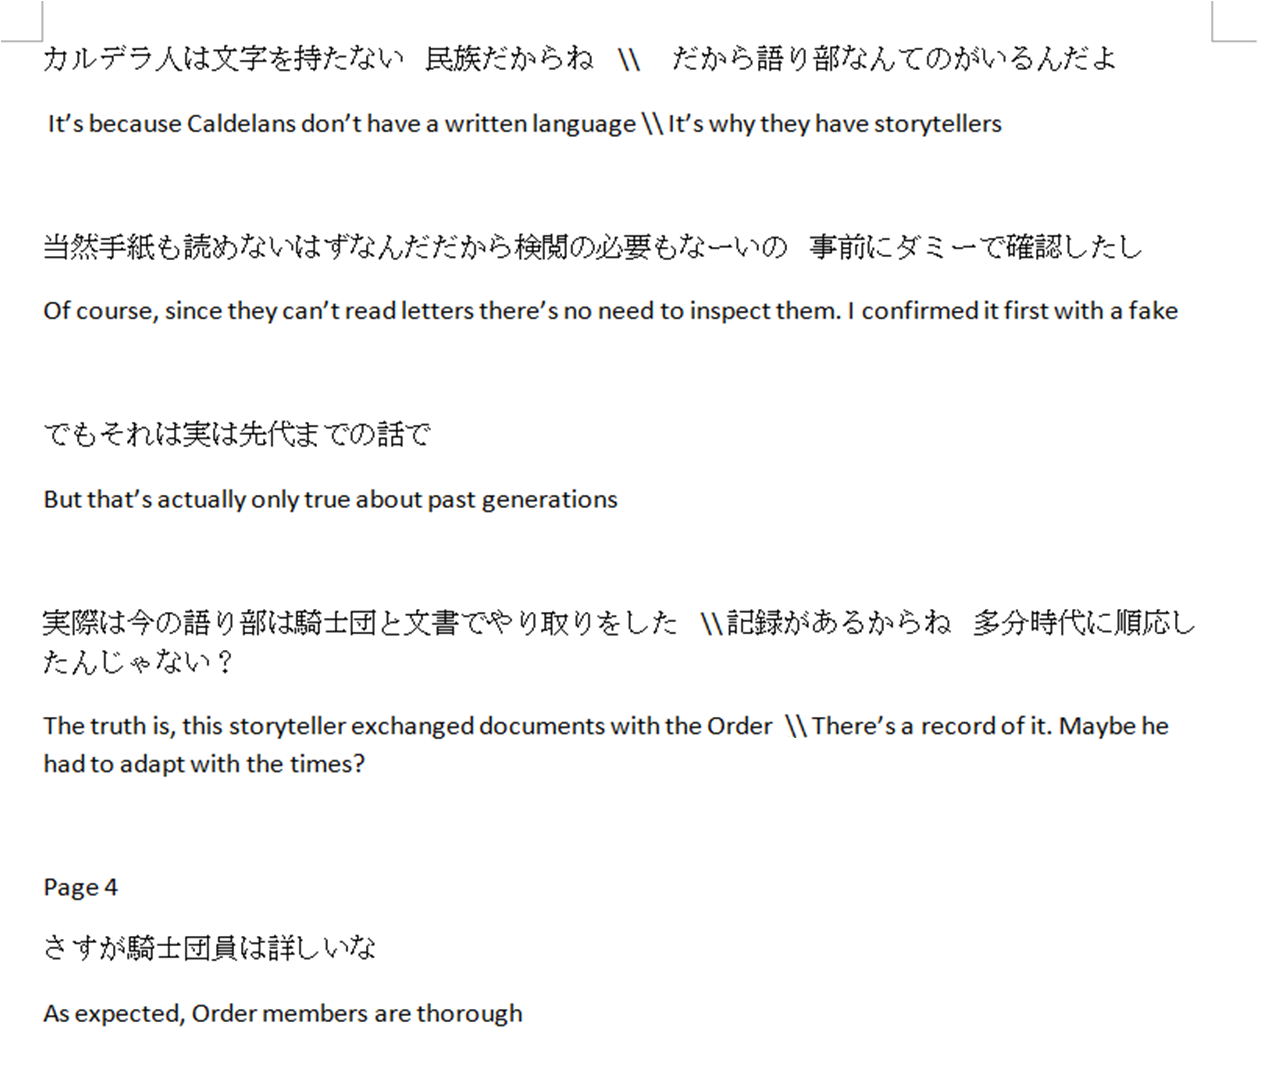 カルデラ人は文字を持たない　民族だからね　\\　だから語り部なんてのがいるんだよ
It's because Caldelans don't have a written language \\ It's why they have storytellers
当然手紙も読めないはずなんだだから検閲の必要もなーいの　事前にダミーで確認したし
Of course, since they can't read letters there's no need to inspect them. I confirmed it first with a fake
でもそれは実は先代までの話で
But that's actually only true about past generations
実際は今の語り部は騎士団と文書でやり取りをした　\\記録があるからね　多分時代に順応し
たんじゃない？
The truth is, this storyteller exchanged documents with the Order \\ There's a record of it. Maybe he
had to adapt with the times?
Page 4
さすが騎士団員は詳しいな
As expected, Order members are thorough